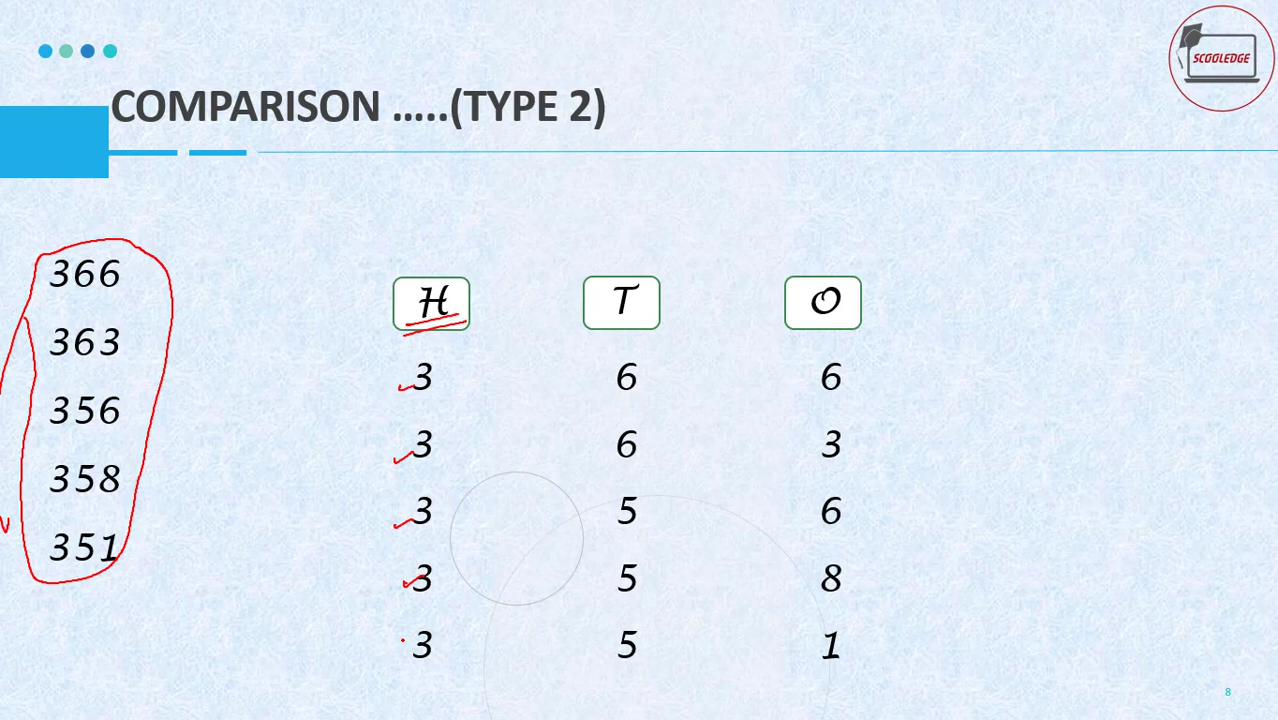 SCOOLEDGE
COMPARISON …..(TYPE 2)
366
363
356
358
351
H T O
3 6 6
3 6 3
3 5 6
3 5 8
3 5 1
8